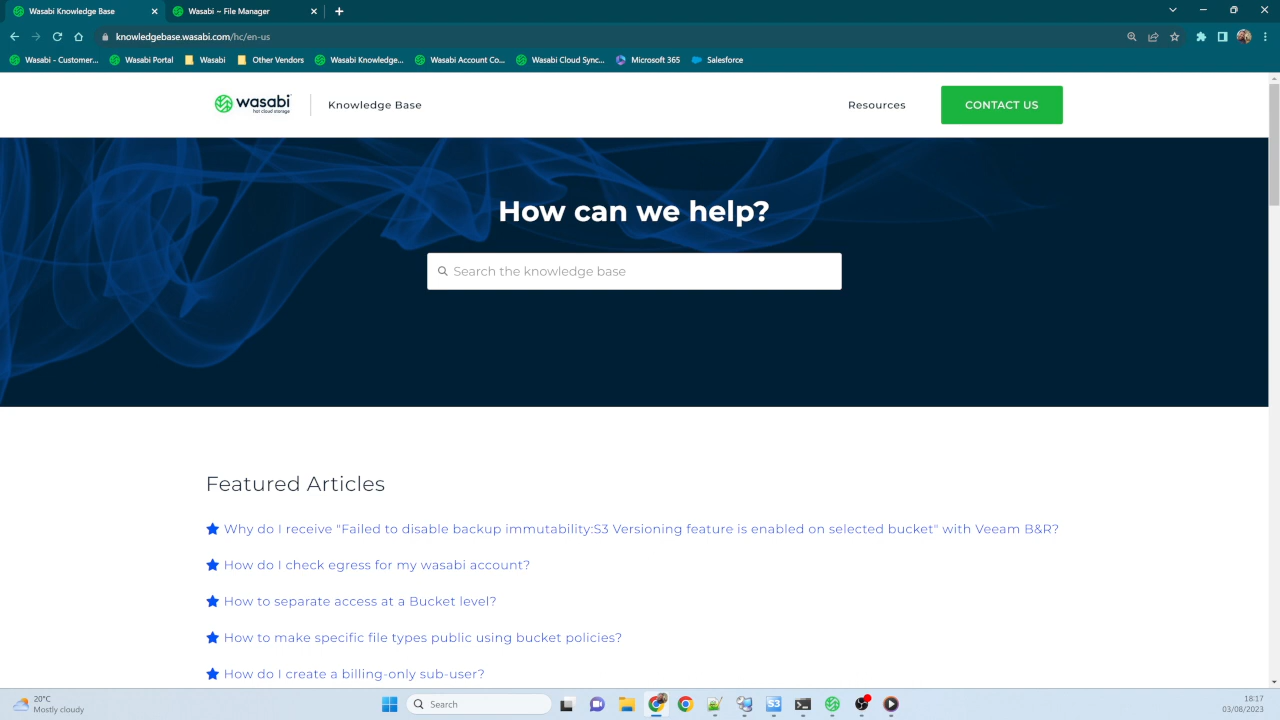 Wasabi Knowledge Base
Wasabi ~ File Manager
knowledgebase.wasabi.com/hc/en-us
Wasabi - Customer...
Wasabi Portal
Wasabi
Other Vendors
Wasabi Knowledge...
Wasabi Account Co...
Wasabi Cloud Sync...
Microsoft 365
Salesforce
wasabi
hot cloud storage
Knowledge Base
Resources
CONTACT US
How can we help?
Search the knowledge base
Featured Articles
Why do I receive "Failed to disable backup immutability:S3 Versioning feature is enabled on selected bucket" with Veeam B&R?
How do I check egress for my wasabi account?
How to separate access at a Bucket level?
How to make specific file types public using bucket policies?
How do I create a billing-only sub-user?
20°C
Mostly cloudy
Search
S3
18:17
03/08/2023